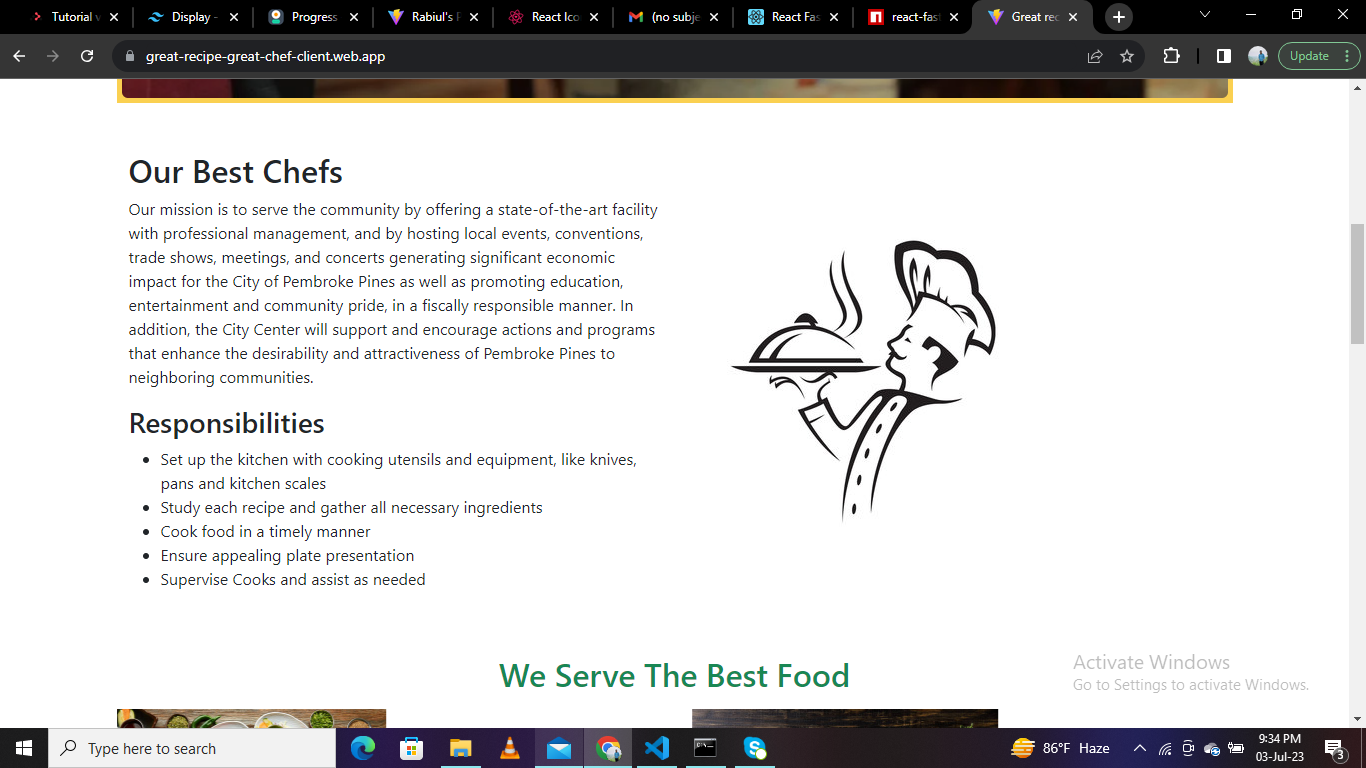 Tutorial v
Display -
Progress
Rabiul's P
React Ico
(no subje
React Fas
react-fast
Great rec
great-recipe-great-chef-client.web.app
Update
Our Best Chefs
Our mission is to serve the community by offering a state-of-the-art facility
with professional management, and by hosting local events, conventions,
trade shows, meetings, and concerts generating significant economic
impact for the City of Pembroke Pines as well as promoting education,
entertainment and community pride, in a fiscally responsible manner. In
addition, the City Center will support and encourage actions and programs
that enhance the desirability and attractiveness of Pembroke Pines to
neighboring communities.
Responsibilities
Set up the kitchen with cooking utensils and equipment, like knives,
pans and kitchen scales
Study each recipe and gather all necessary ingredients
Cook food in a timely manner
Ensure appealing plate presentation
Supervise Cooks and assist as needed
We Serve The Best Food
Activate Windows
Go to Settings to activate Windows.
Type here to search
86°F Haze
9:34 PM
03-Jul-23
3